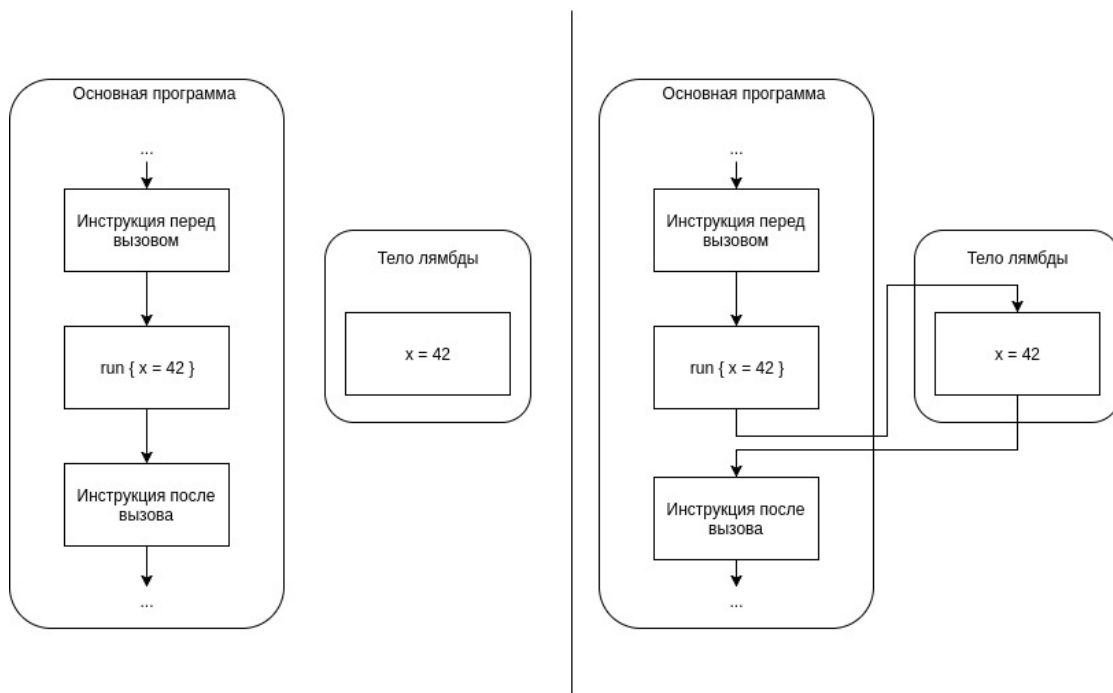 Основная программа
...
Инструкция перед
вызовом
run { x = 42 }
Инструкция после
вызова
...
Тело лямбды
x = 42
Основная программа
...
Инструкция перед
вызовом
run { x = 42 }
Инструкция после
вызова
...
Тело лямбды
x = 42